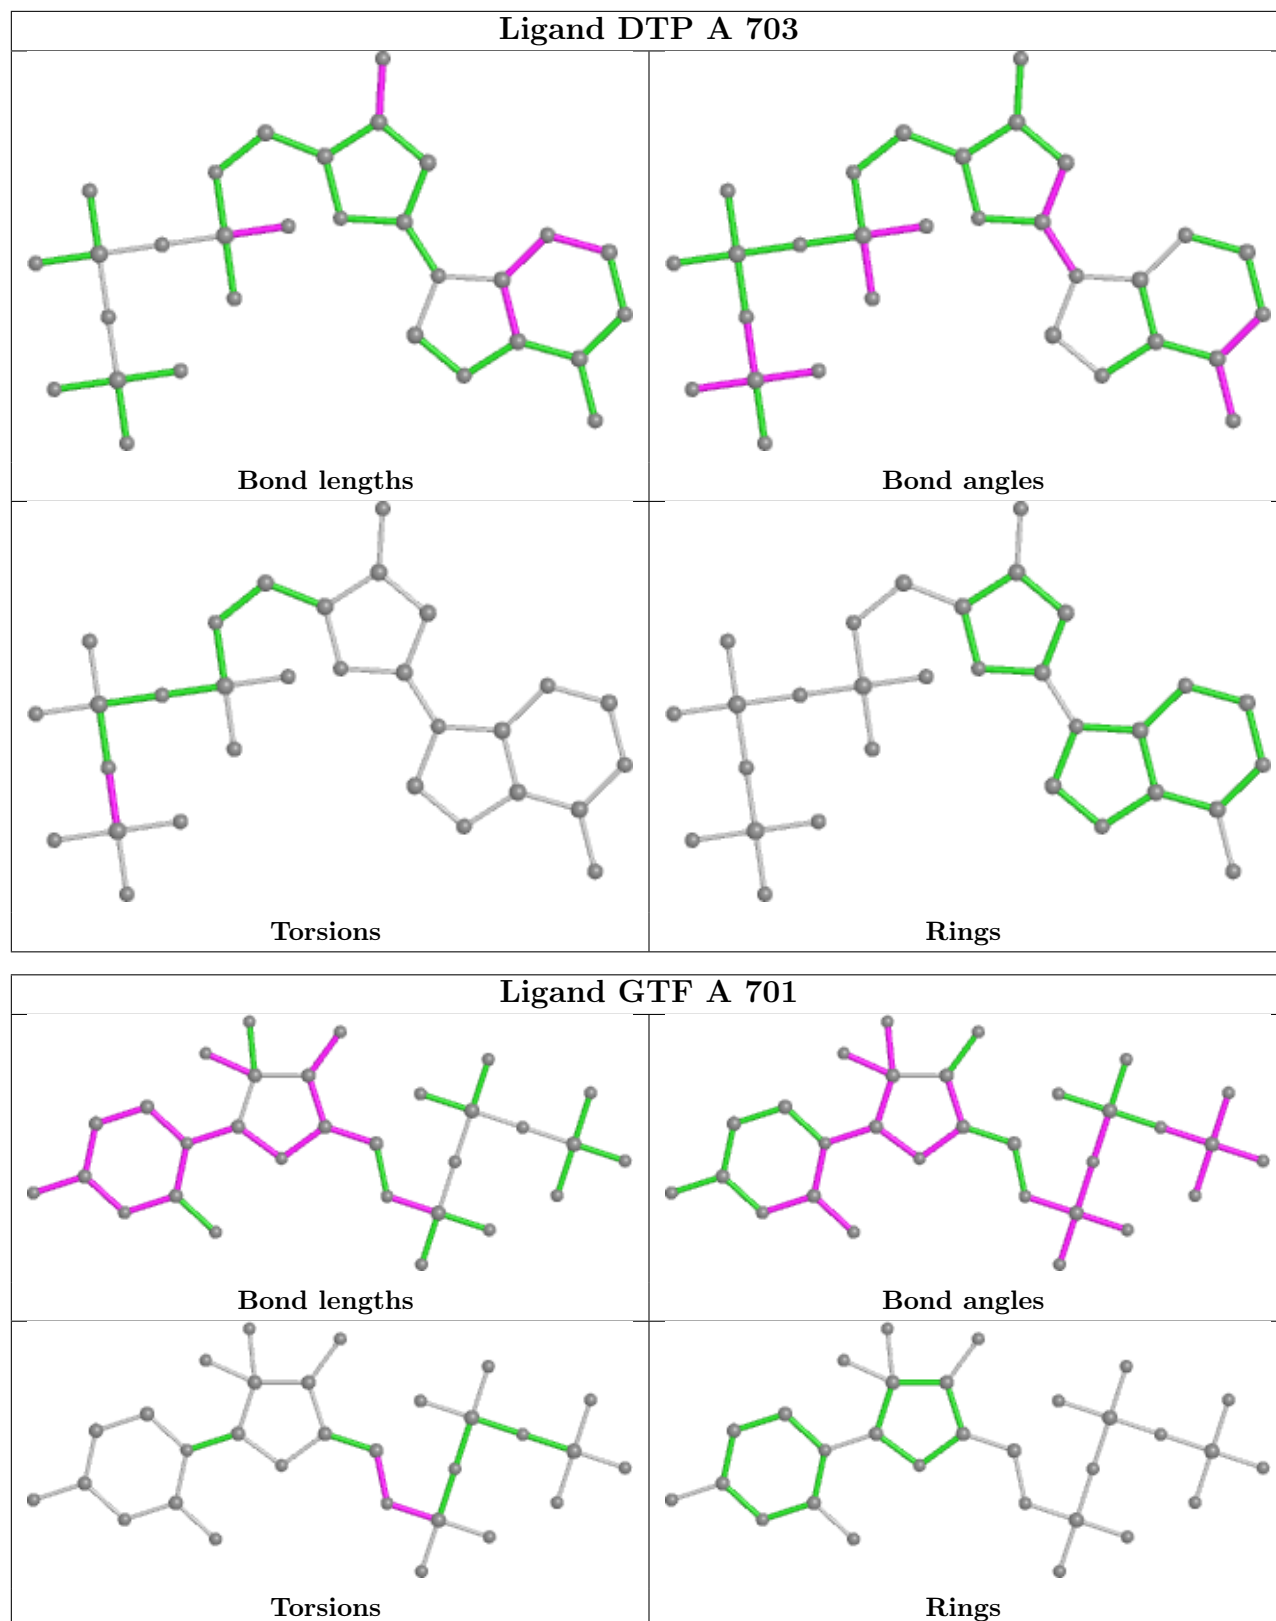 Ligand DTP A 703
Bond lengths
Bond angles
Torsions
Rings
Ligand GTF A 701
Bond lengths
Bond angles
Torsions
Rings